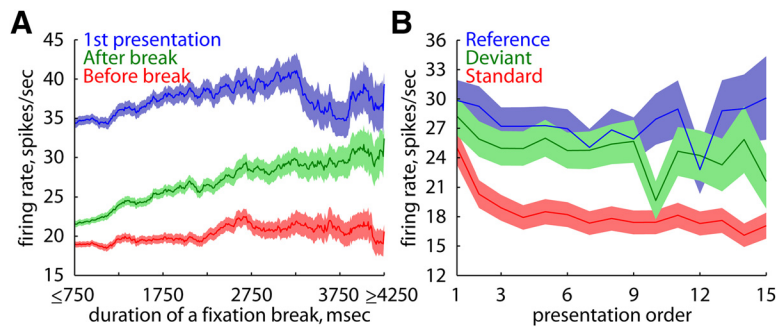 A
1st presentation
After break
Before break
firing rate, spikes/sec
45
40
35
30
25
20
15
≤750
1750
2750
3750
≥4250
duration of a fixation break, msec
B
Reference
Deviant
Standard
firing rate, spikes/sec
36
33
30
27
24
21
18
15
12
1
3
6
9
12
15
presentation order